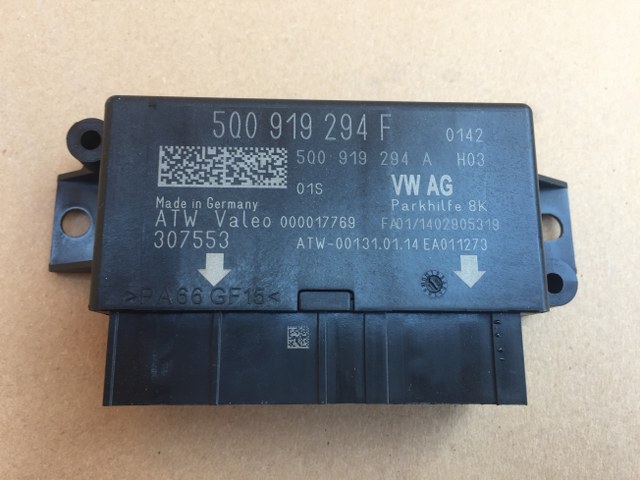 5Q0 919 294 F 0142
5Q0 919 294 A H03
01S VW AG
Made in Germany Parkhilfe 8K
ATW Valeo 000017769 FA01/1402905319
307553 ATW-00131.01.14 EA011273
>PA66 GF15<